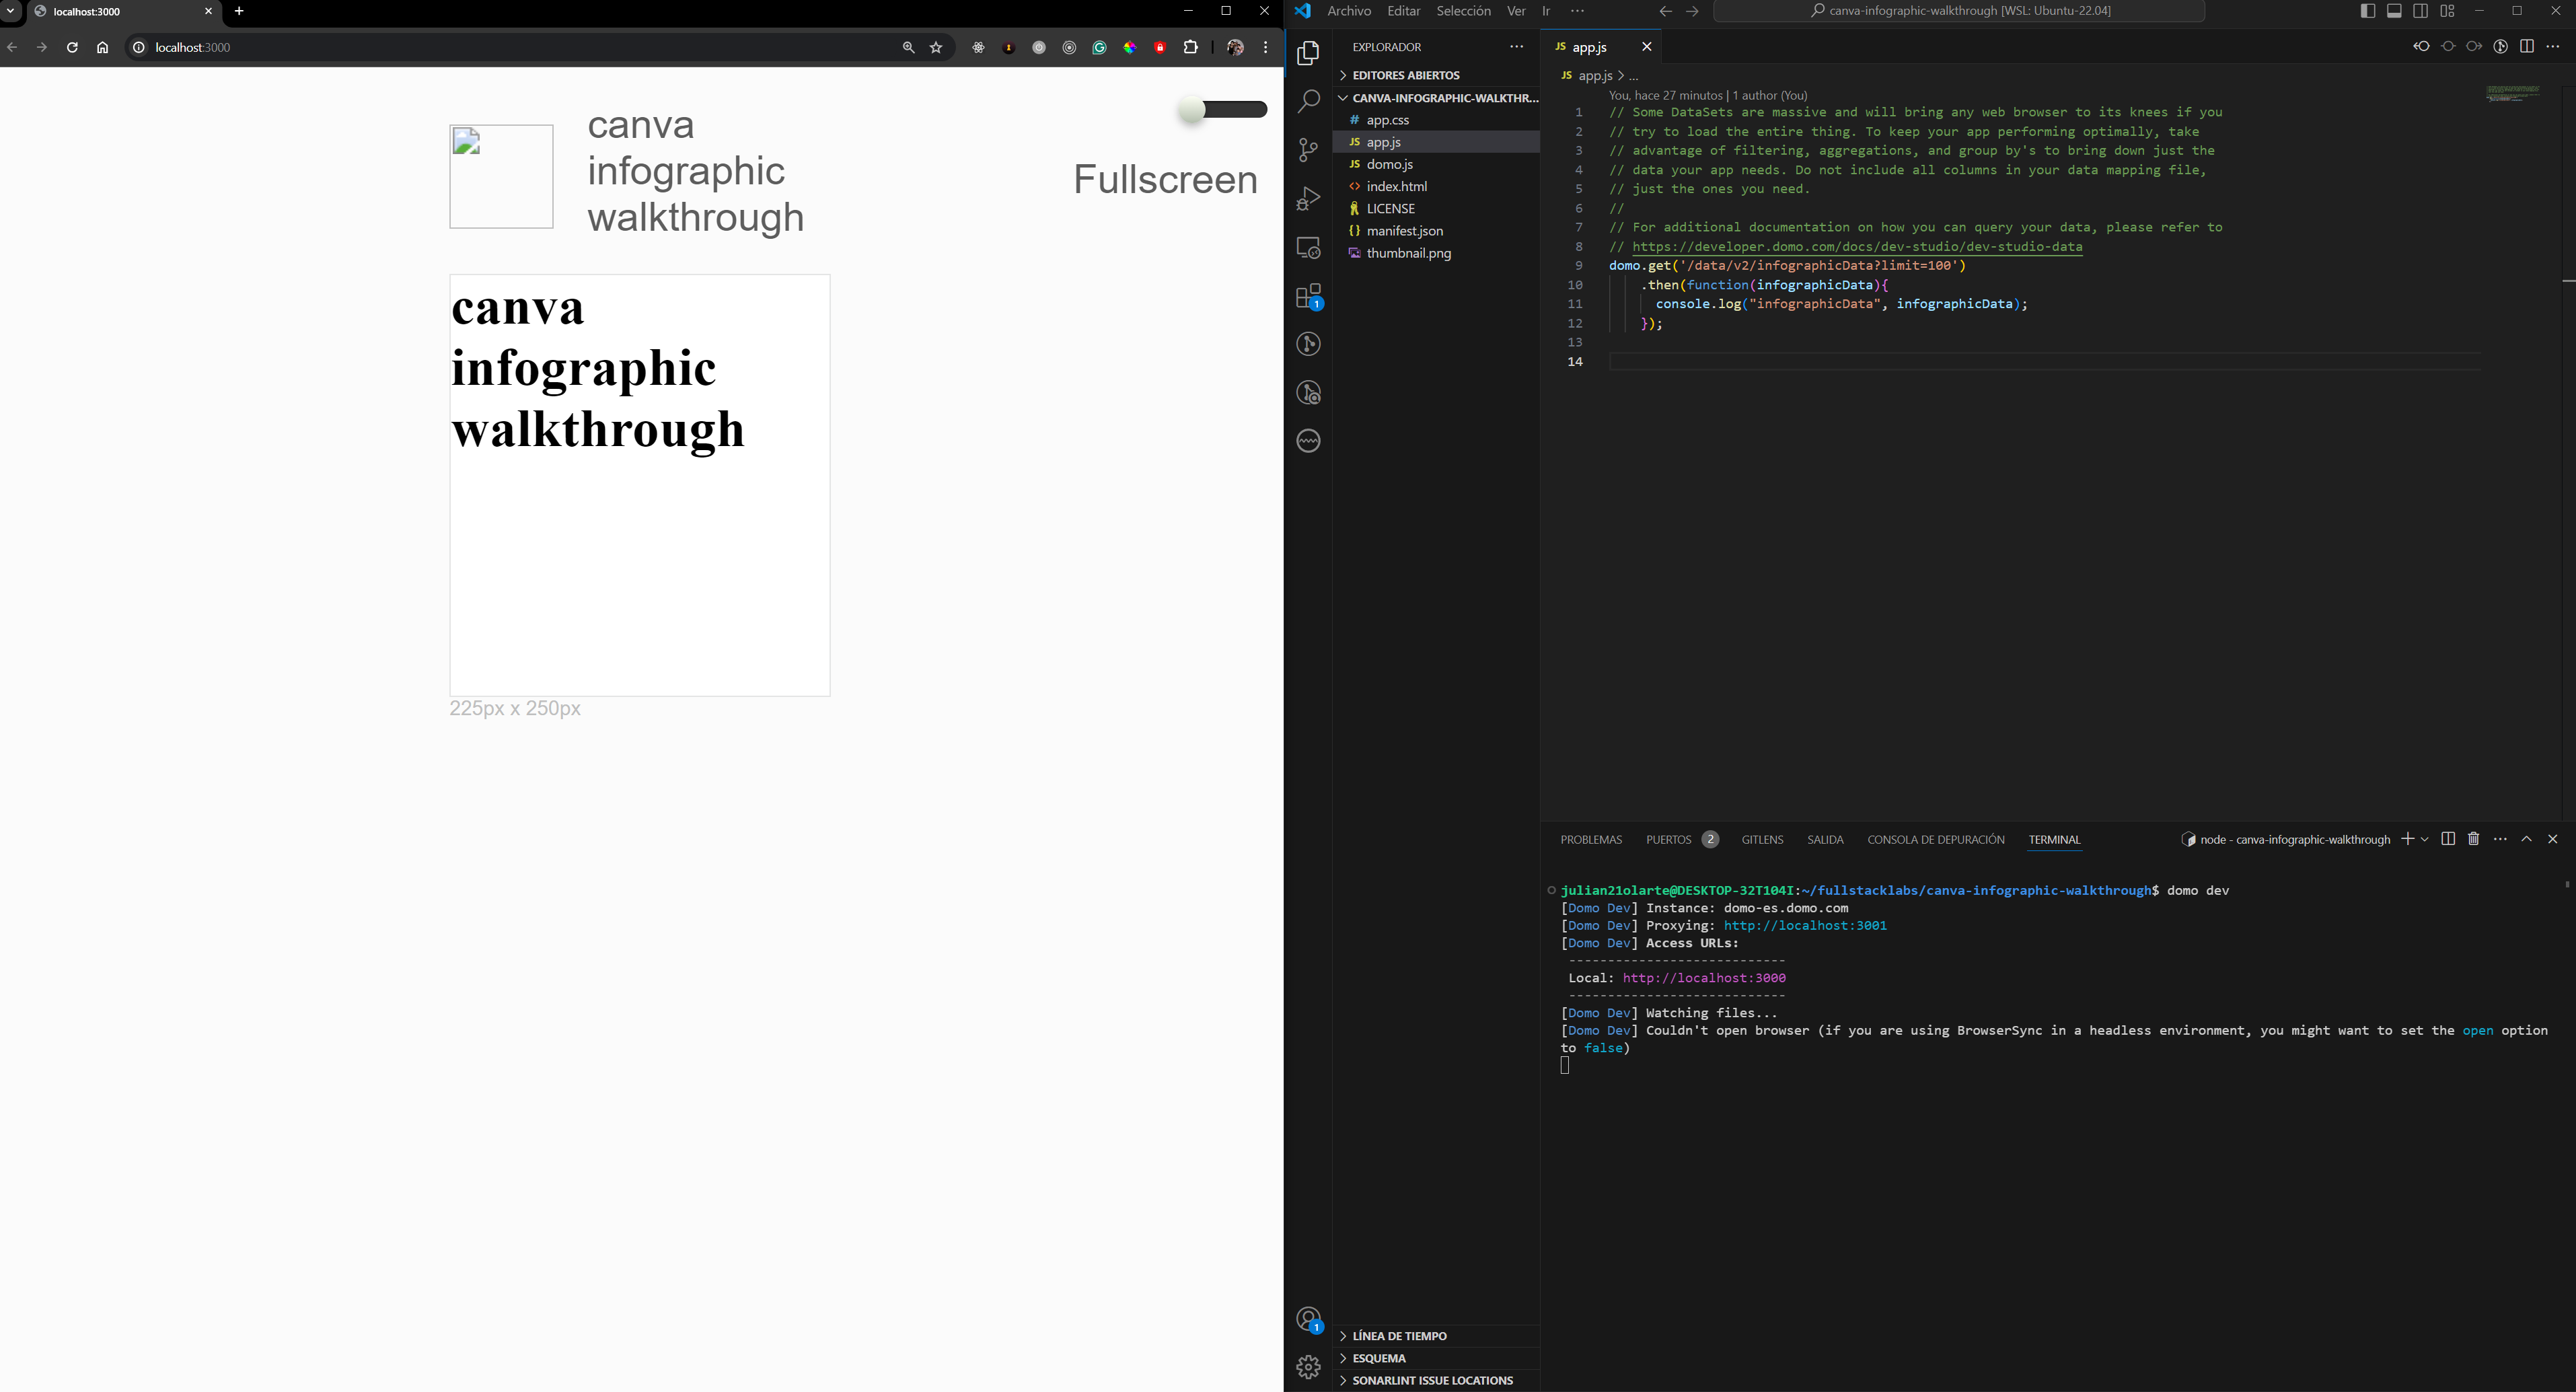 localhost:3000
localhost:3000
canva
infographic
walkthrough
Fullscreen
canva
infographic
walkthrough
225px x 250px
Archivo Editar Selección Ver Ir ···
canva-infographic-walkthrough [WSL: Ubuntu-22.04]
EXPLORADOR
EDITORES ABIERTOS
CANVA-INFOGRAPHIC-WALKTHR...
# app.css
JS app.js
JS domo.js
<> index.html
LICENSE
{} manifest.json
thumbnail.png
1
1
LÍNEA DE TIEMPO
ESQUEMA
SONARLINT ISSUE LOCATIONS
JS app.js
JS app.js > ...
You, hace 27 minutos | 1 author (You)
1 // Some DataSets are massive and will bring any web browser to its knees if you
2 // try to load the entire thing. To keep your app performing optimally, take
3 // advantage of filtering, aggregations, and group by's to bring down just the
4 // data your app needs. Do not include all columns in your data mapping file,
5 // just the ones you need.
6 //
7 // For additional documentation on how you can query your data, please refer to
8 // https://developer.domo.com/docs/dev-studio/dev-studio-data
9 domo.get('/data/v2/infographicData?limit=100')
10 .then(function(infographicData){
11 console.log("infographicData", infographicData);
12 });
13
14
PROBLEMAS PUERTOS 2 GITLENS SALIDA CONSOLA DE DEPURACIÓN TERMINAL
node - canva-infographic-walkthrough
julian21olarte@DESKTOP-32T104I:~/fullstacklabs/canva-infographic-walkthrough$ domo dev
[Domo Dev] Instance: domo-es.domo.com
[Domo Dev] Proxying: http://localhost:3001
[Domo Dev] Access URLs:
----------------------------
Local: http://localhost:3000
----------------------------
[Domo Dev] Watching files...
[Domo Dev] Couldn't open browser (if you are using BrowserSync in a headless environment, you might want to set the open option
to false)